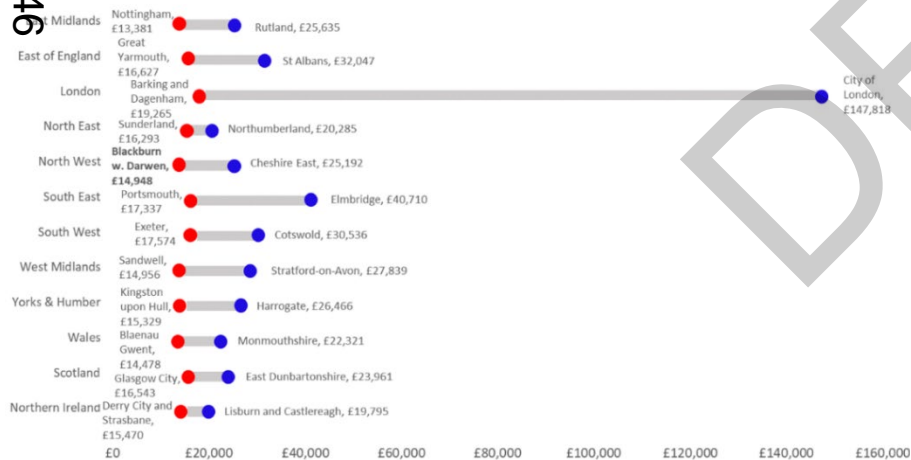 46
East Midlands
Nottingham,
£13,381
Rutland, £25,635
East of England
Great
Yarmouth,
£16,627
St Albans, £32,047
London
Barking and
Dagenham,
£19,265
City of
London,
£147,818
North East
Sunderland,
£16,293
Northumberland, £20,285
North West
Blackburn
w. Darwen,
£14,948
Cheshire East, £25,192
South East
Portsmouth,
£17,337
Elmbridge, £40,710
South West
Exeter,
£17,574
Cotswold, £30,536
West Midlands
Sandwell,
£14,956
Stratford-on-Avon, £27,839
Yorks & Humber
Kingston
upon Hull,
£15,329
Harrogate, £26,466
Wales
Blaenau
Gwent,
£14,478
Monmouthshire, £22,321
Scotland
Glasgow City,
£16,543
East Dunbartonshire, £23,961
Northern Ireland
Derry City and
Strasbane,
£15,470
Lisburn and Castlereagh, £19,795
£0 £20,000 £40,000 £60,000 £80,000 £100,000 £120,000 £140,000 £160,000